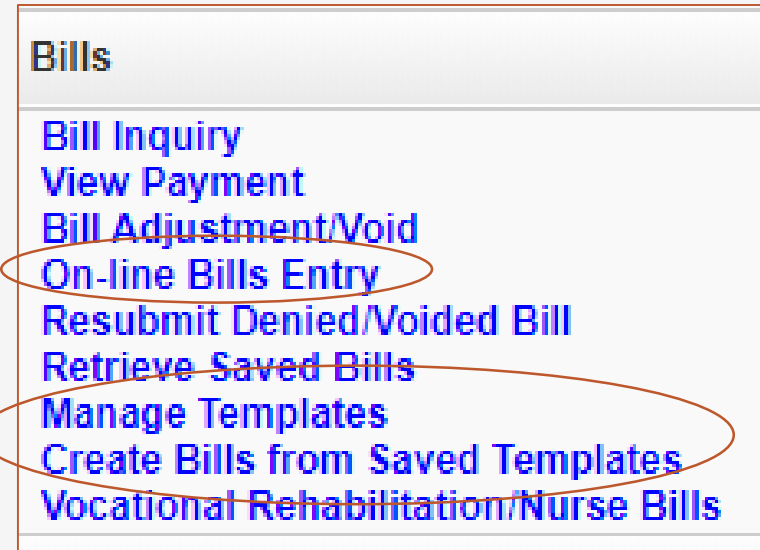 Bills
Bill Inquiry
View Payment
Bill Adjustment/Void
On-line Bills Entry
Resubmit Denied/Voided Bill
Retrieve Saved Bills
Manage Templates
Create Bills from Saved Templates
Vocational Rehabilitation/Nurse Bills